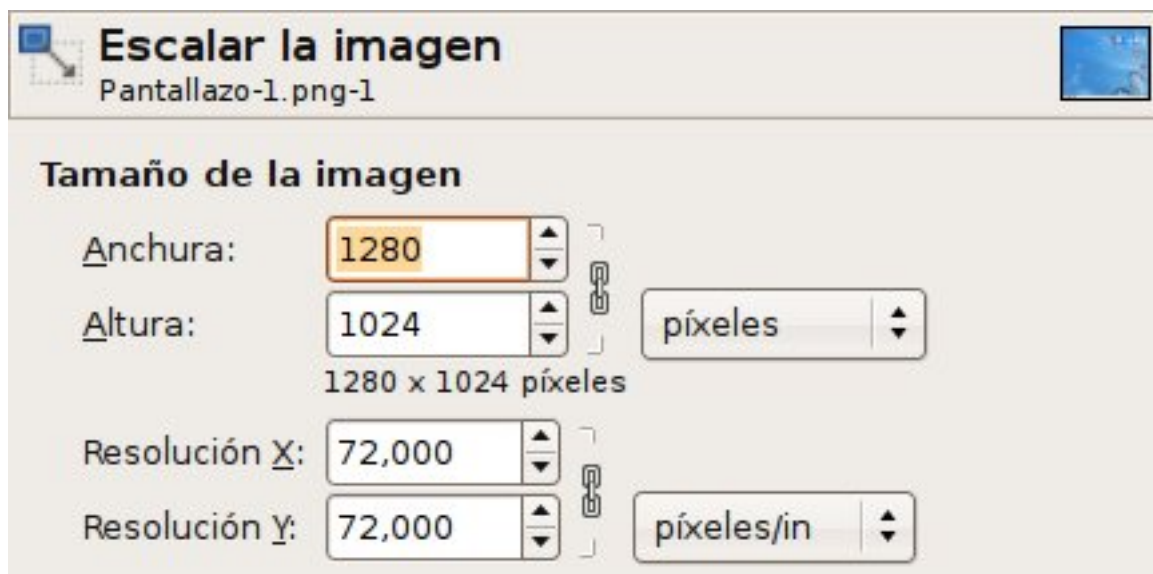 Escalar la imagen
Pantallazo-1.png-1
Tamaño de la imagen
Anchura: 1280
Altura: 1024 píxeles
1280 x 1024 píxeles
Resolución X: 72,000
Resolución Y: 72,000 píxeles/in